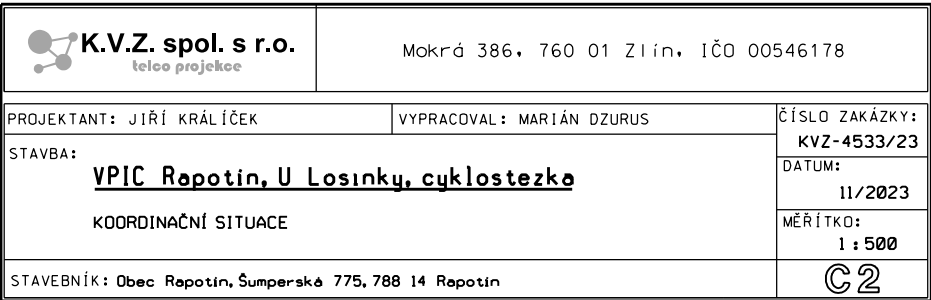 K.V.Z. spol. s r.o.
telco projekce
Mokrá 386, 760 01 Zlín, IČO 00546178
PROJEKTANT: JIŘÍ KRÁLÍČEK
VYPRACOVAL: MARIÁN DZURUS
ČÍSLO ZAKÁZKY:
KVZ-4533/23
STAVBA:
VPIC Rapotín, U Losinky, cyklostezka
KOORDINAČNÍ SITUACE
DATUM:
11/2023
MĚŘÍTKO:
1:500
STAVEBNÍK: Obec Rapotín, Šumperská 775, 788 14 Rapotín
C2